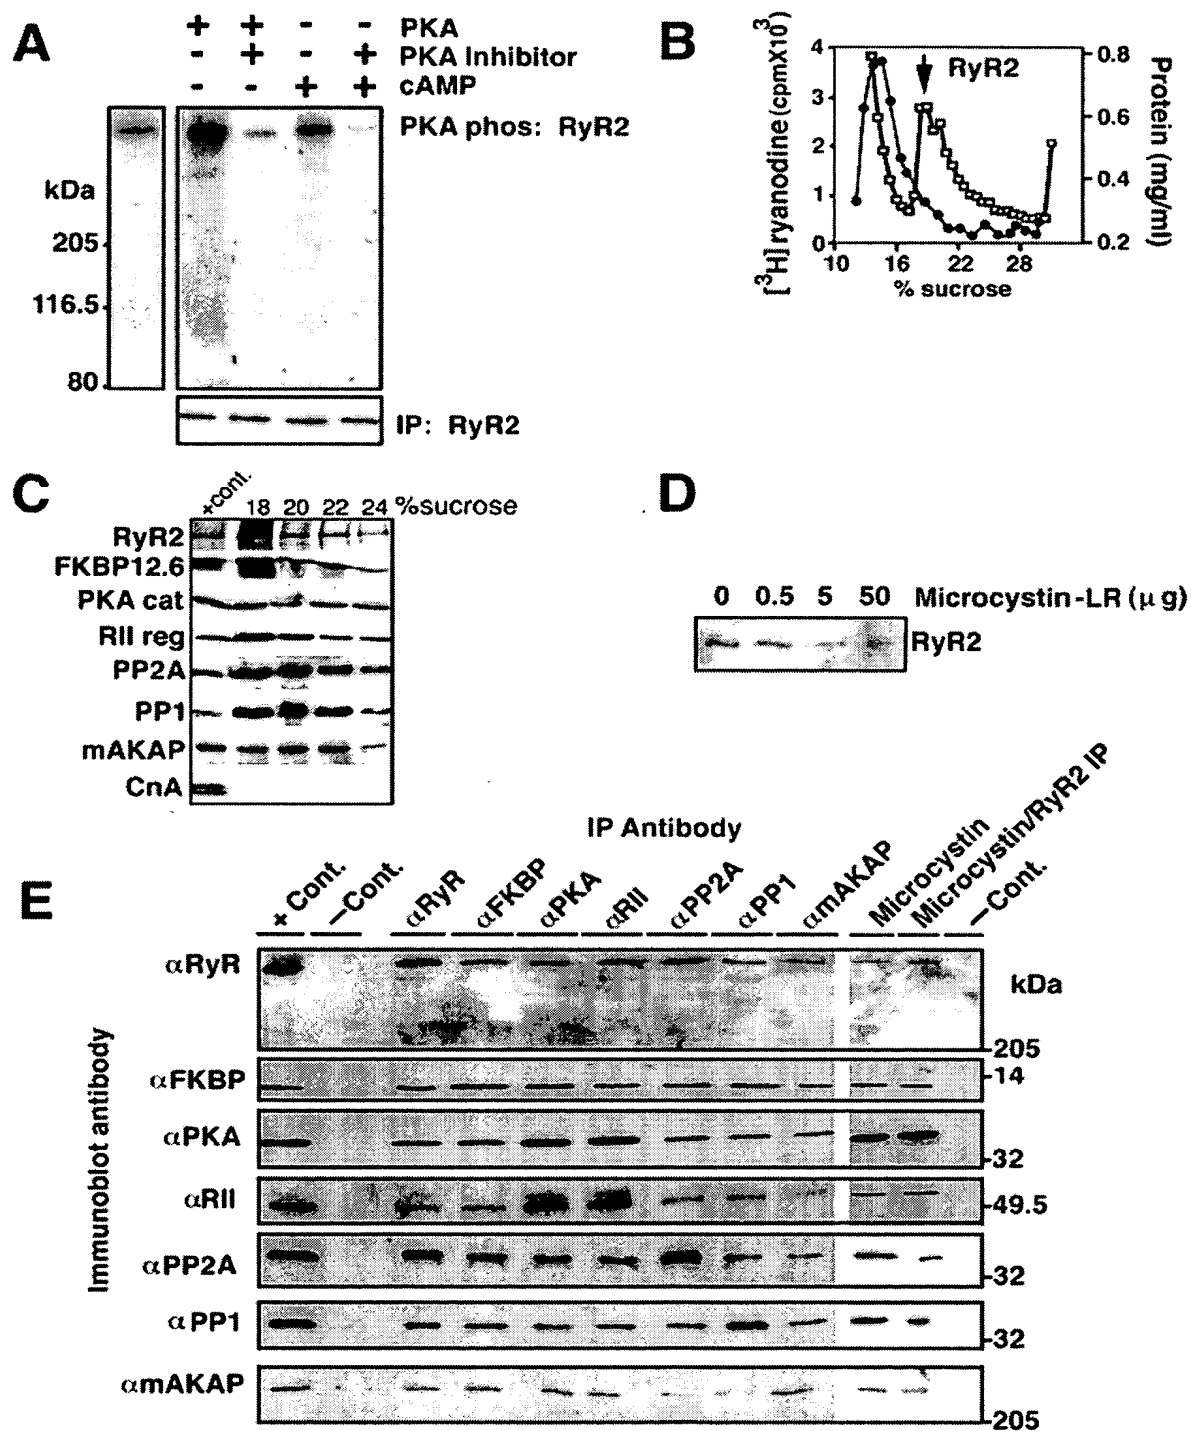 A
+ + - - PKA
- + - + PKA Inhibitor
- - + + cAMP
PKA phos: RyR2
kDa
205
116.5
80
IP: RyR2
B
[3H] ryanodine (cpmX10³)
4
3
2
1
0
RyR2
0.8
0.6
0.4
0.2
Protein (mg/ml)
10 16 22 28
% sucrose
C
+cont. 18 20 22 24 %sucrose
RyR2
FKBP12.6
PKA cat
RII reg
PP2A
PP1
mAKAP
CnA
D
0 0.5 5 50 Microcystin-LR (μg)
RyR2
E
IP Antibody
+ Cont. –Cont. αRyR αFKBP αPKA αRII αPP2A αPP1 αmAKAP Microcystin Microcystin/RyR2 IP –Cont.
Immunoblot antibody
αRyR
kDa
205
αFKBP
14
αPKA
32
αRII
49.5
αPP2A
32
αPP1
32
αmAKAP
205